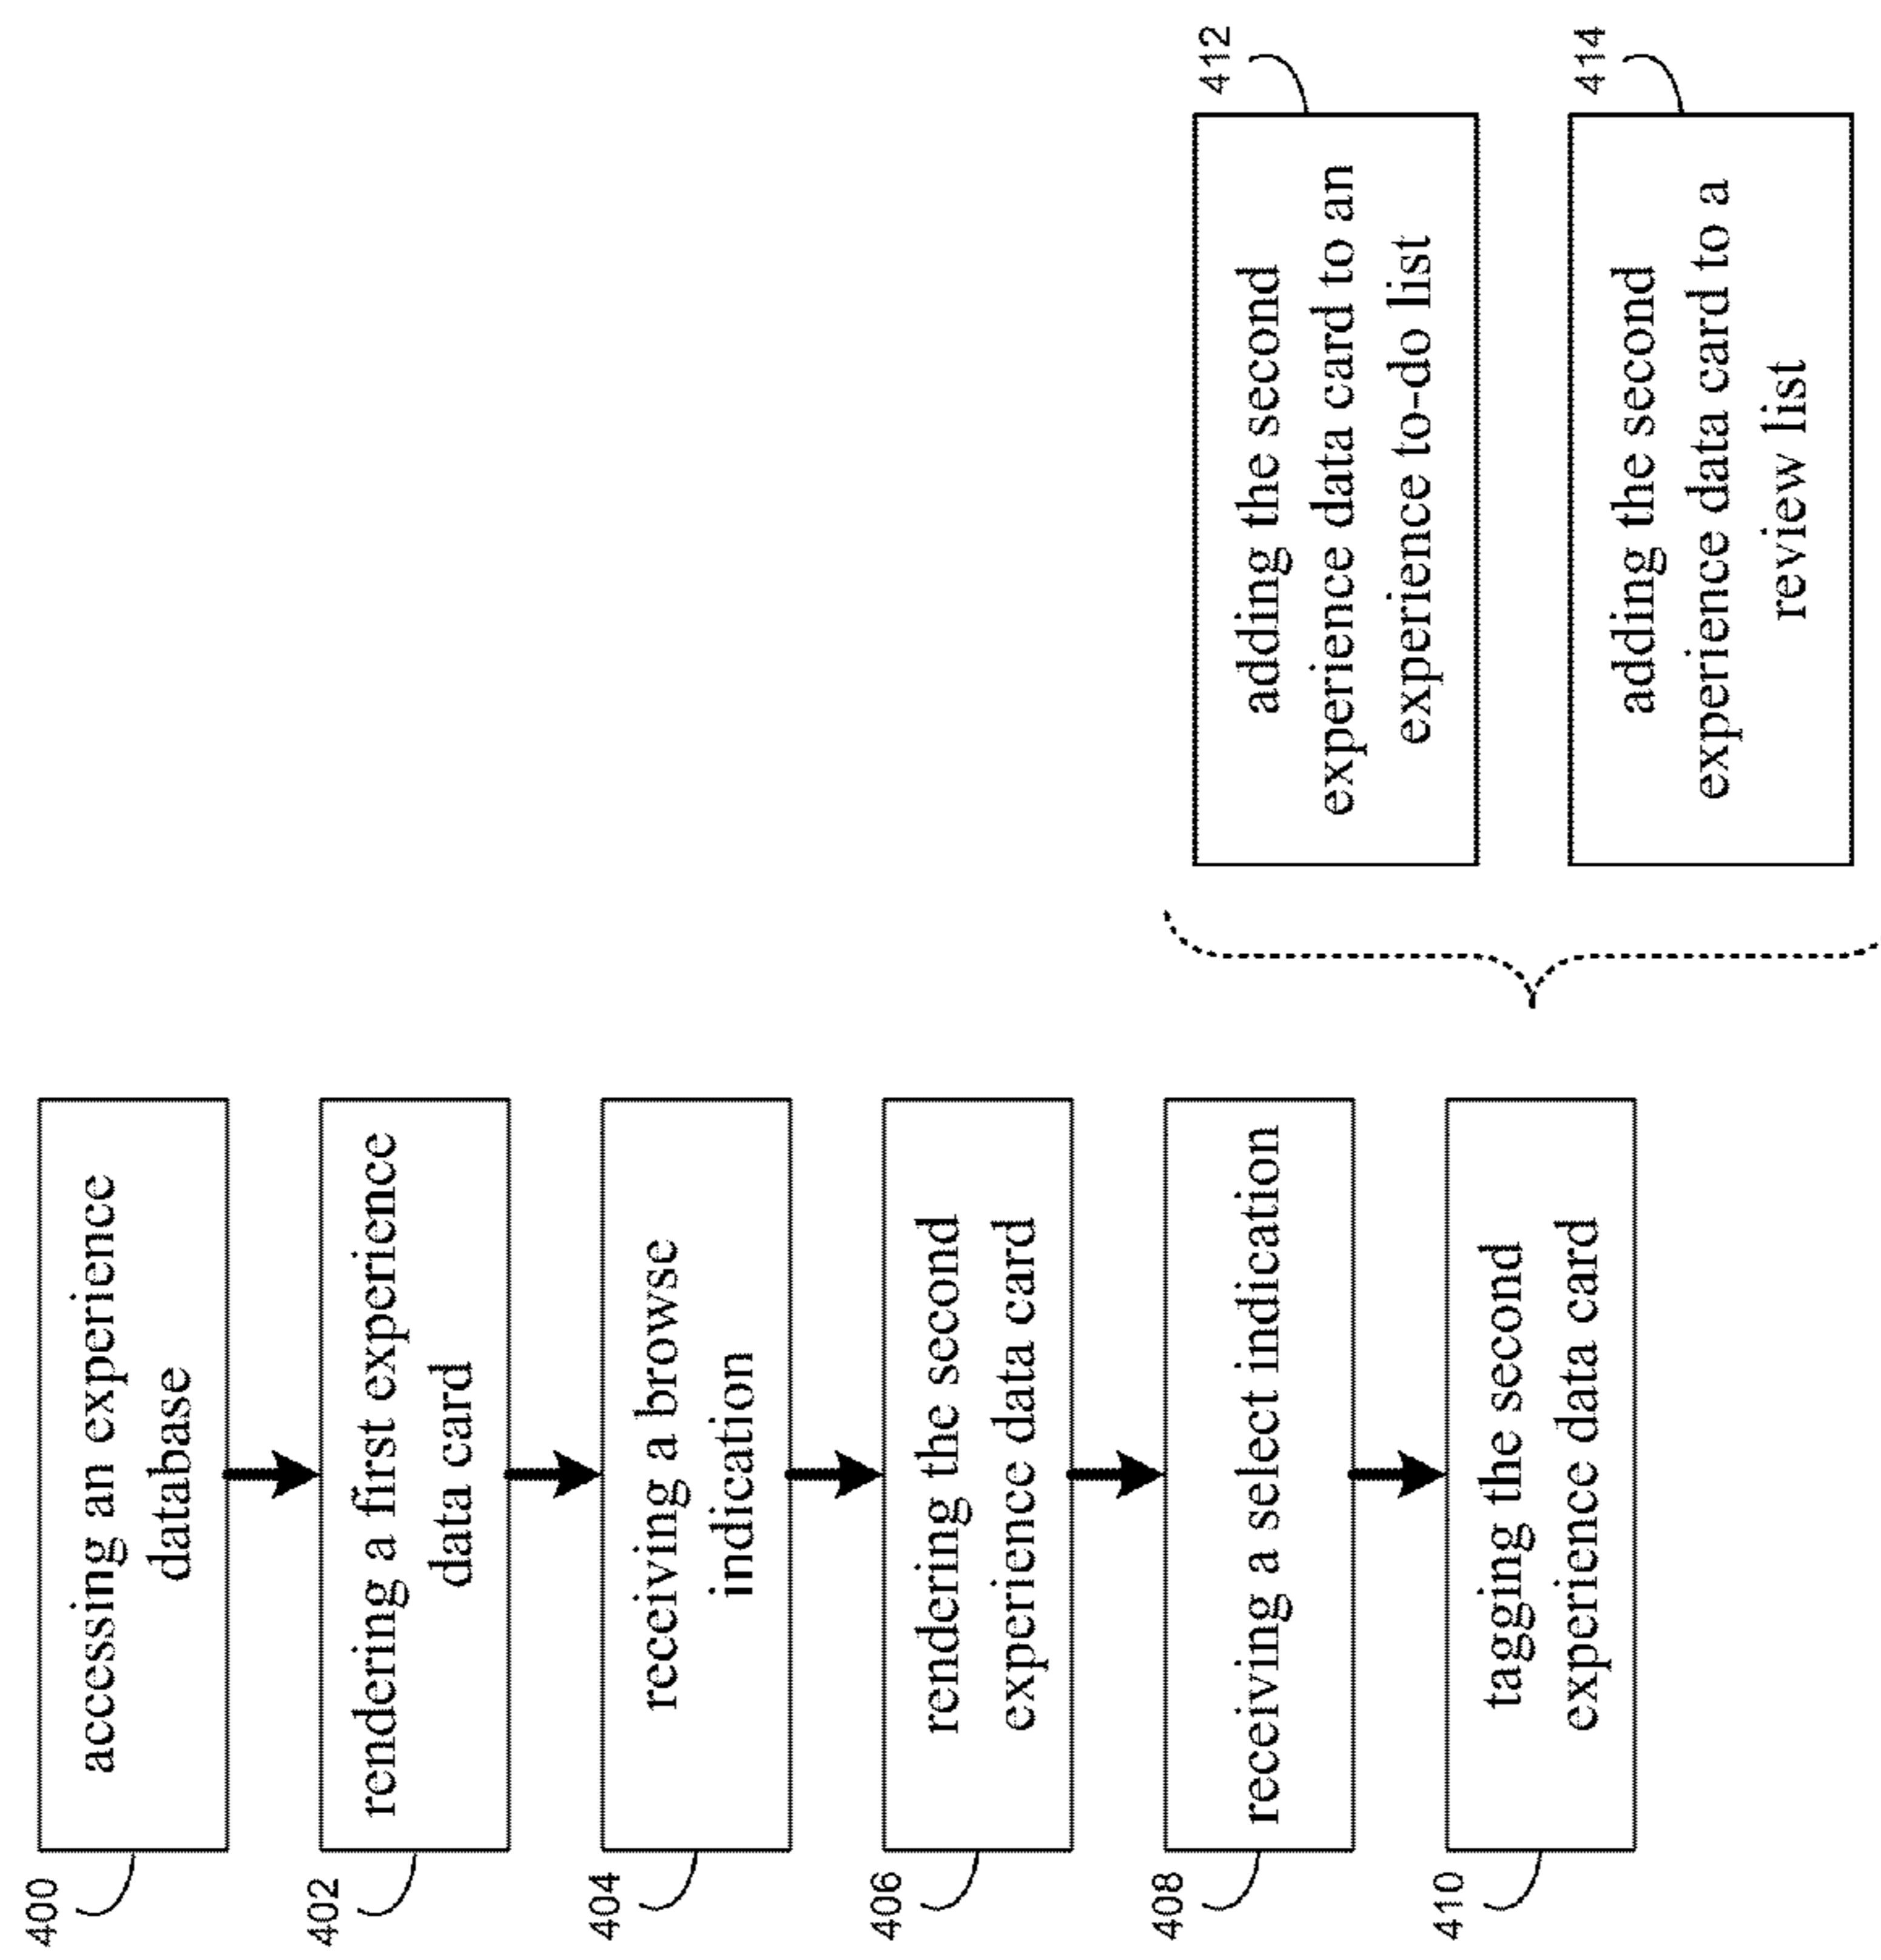 400
accessing an experience
database
402
rendering a first experience
data card
404
receiving a browse
indication
406
rendering the second
experience data card
408
receiving a select indication
410
tagging the second
experience data card
412
adding the second
experience data card to an
experience to-do list
414
adding the second
experience data card to a
review list